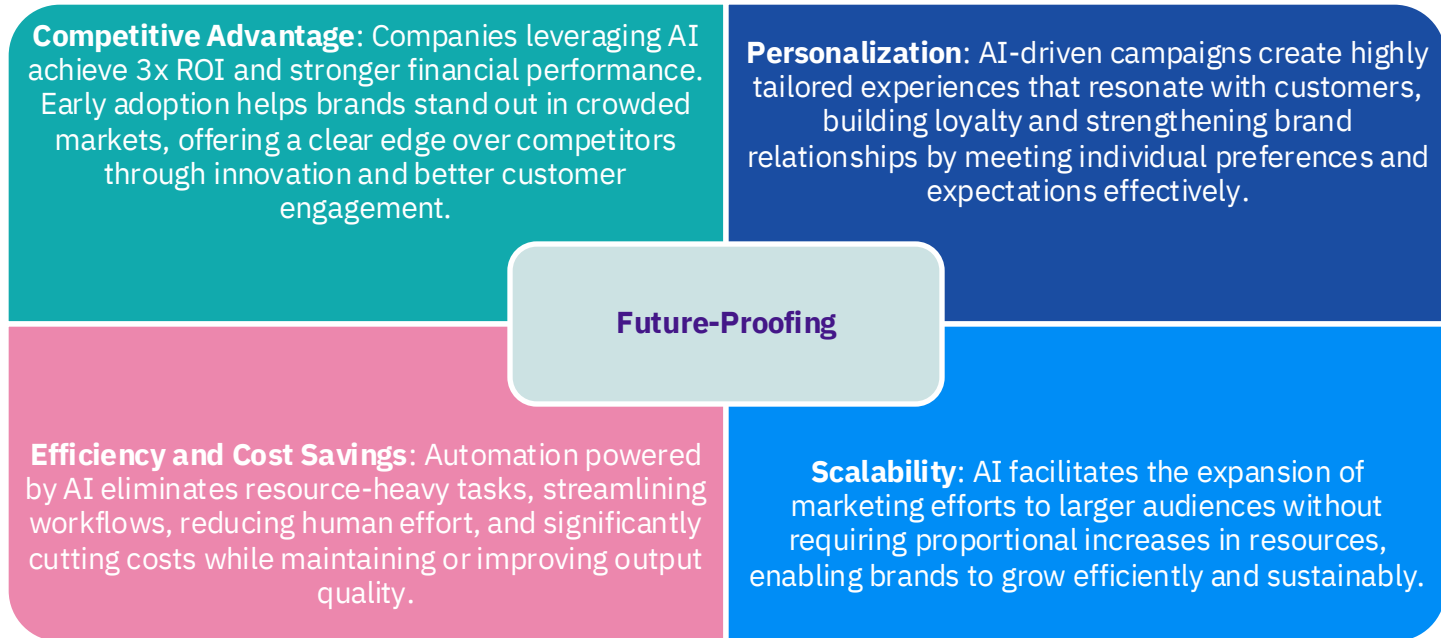 Competitive Advantage: Companies leveraging AI
achieve 3x ROI and stronger financial performance.
Early adoption helps brands stand out in crowded
markets, offering a clear edge over competitors
through innovation and better customer
engagement.
Personalization: AI-driven campaigns create highly
tailored experiences that resonate with customers,
building loyalty and strengthening brand
relationships by meeting individual preferences and
expectations effectively.
Future-Proofing
Efficiency and Cost Savings: Automation powered
by AI eliminates resource-heavy tasks, streamlining
workflows, reducing human effort, and significantly
cutting costs while maintaining or improving output
quality.
Scalability: AI facilitates the expansion of
marketing efforts to larger audiences without
requiring proportional increases in resources,
enabling brands to grow efficiently and sustainably.